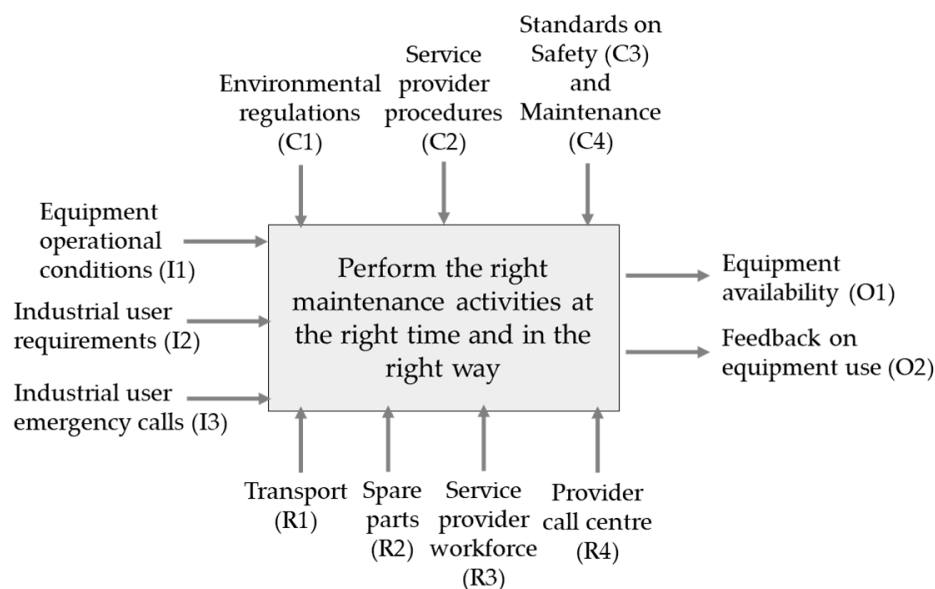 Environmental
regulations
(C1)
Service
provider
procedures
(C2)
Standards on
Safety (C3)
and
Maintenance
(C4)
Equipment
operational
conditions (I1)
Industrial user
requirements (I2)
Industrial user
emergency calls (I3)
Perform the right
maintenance activities at
the right time and in the
right way
Equipment
availability (O1)
Feedback on
equipment use (O2)
Transport
(R1)
Spare
parts
(R2)
Service
provider
workforce
(R3)
Provider
call centre
(R4)